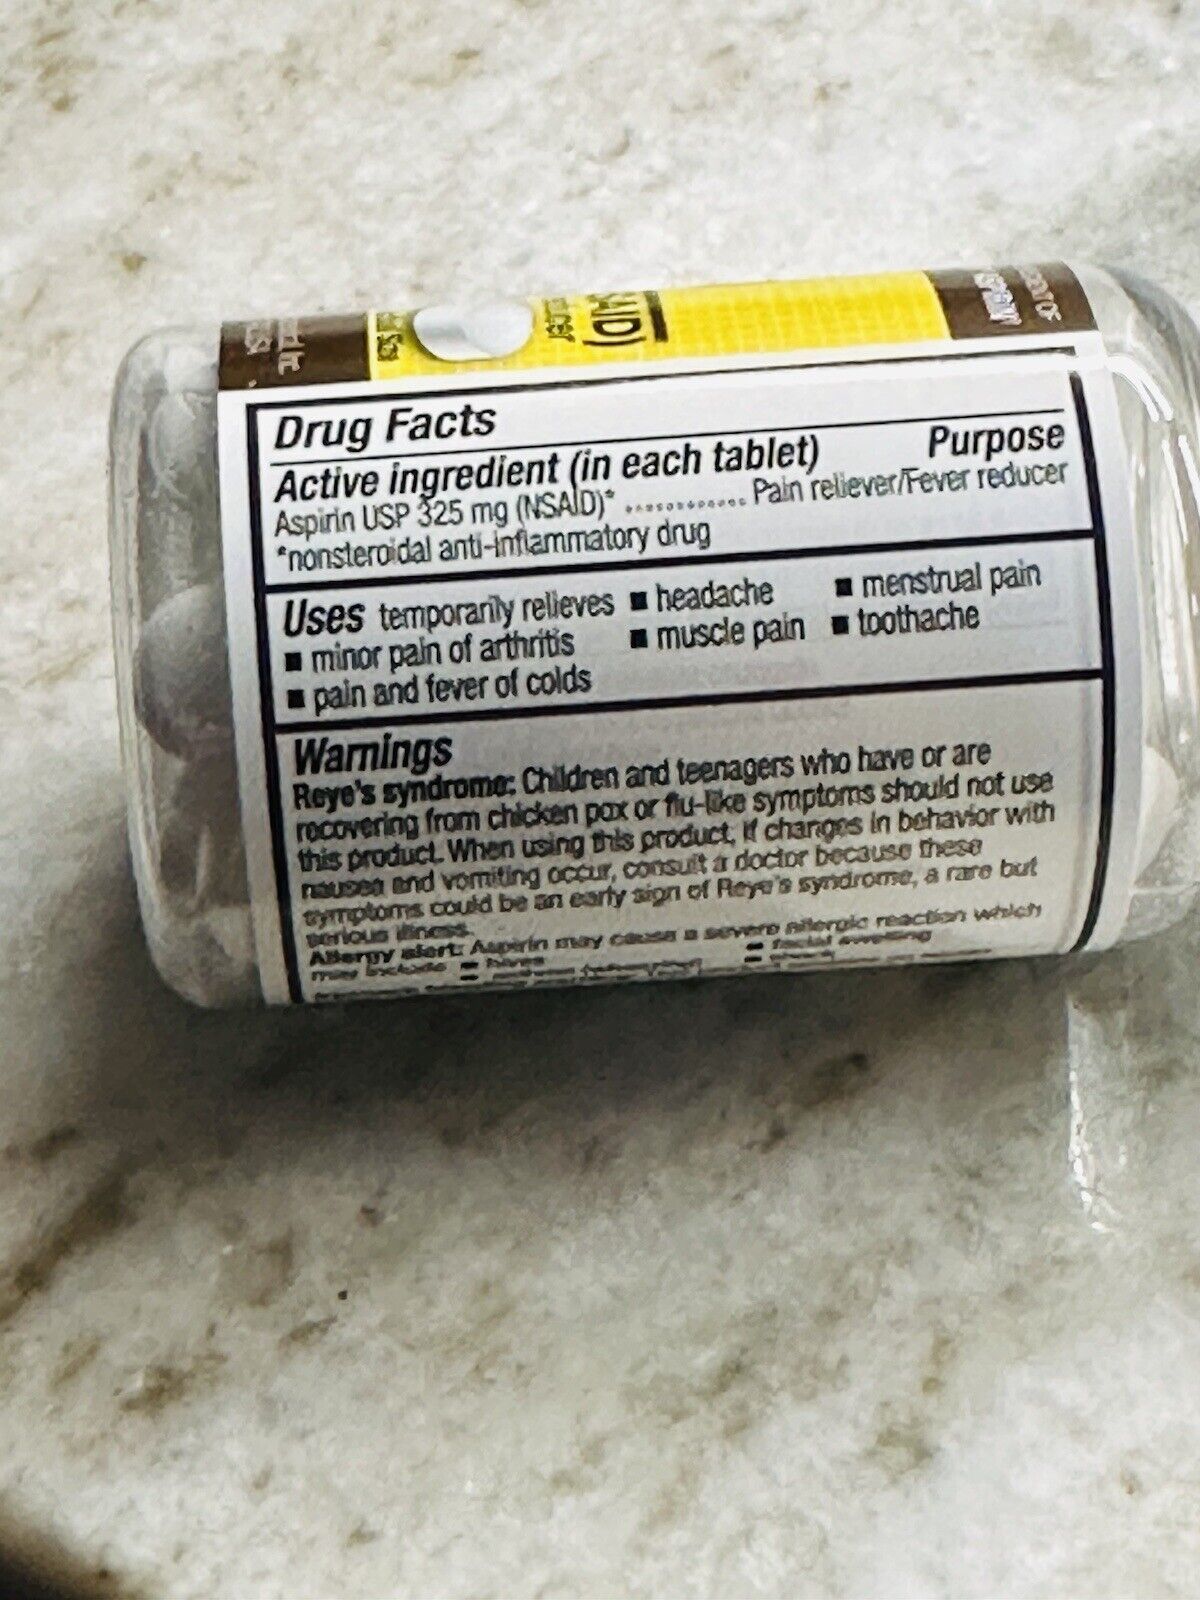 NSAID)
Drug Facts
Active ingredient (in each tablet) Purpose
Aspirin USP 325 mg (NSAID)* ............ Pain reliever/Fever reducer
*nonsteroidal anti-inflammatory drug
Uses temporarily relieves ■ headache ■ menstrual pain
■ minor pain of arthritis ■ muscle pain ■ toothache
■ pain and fever of colds
Warnings
Reye's syndrome: Children and teenagers who have or are
recovering from chicken pox or flu-like symptoms should not use
this product. When using this product, if changes in behavior with
nausea and vomiting occur, consult a doctor because these
symptoms could be an early sign of Reye's syndrome, a rare but
serious illness.
Allergy alert: Aspirin may cause a severe allergic reaction which
may include ■ hives ■ facial swelling
■ shock